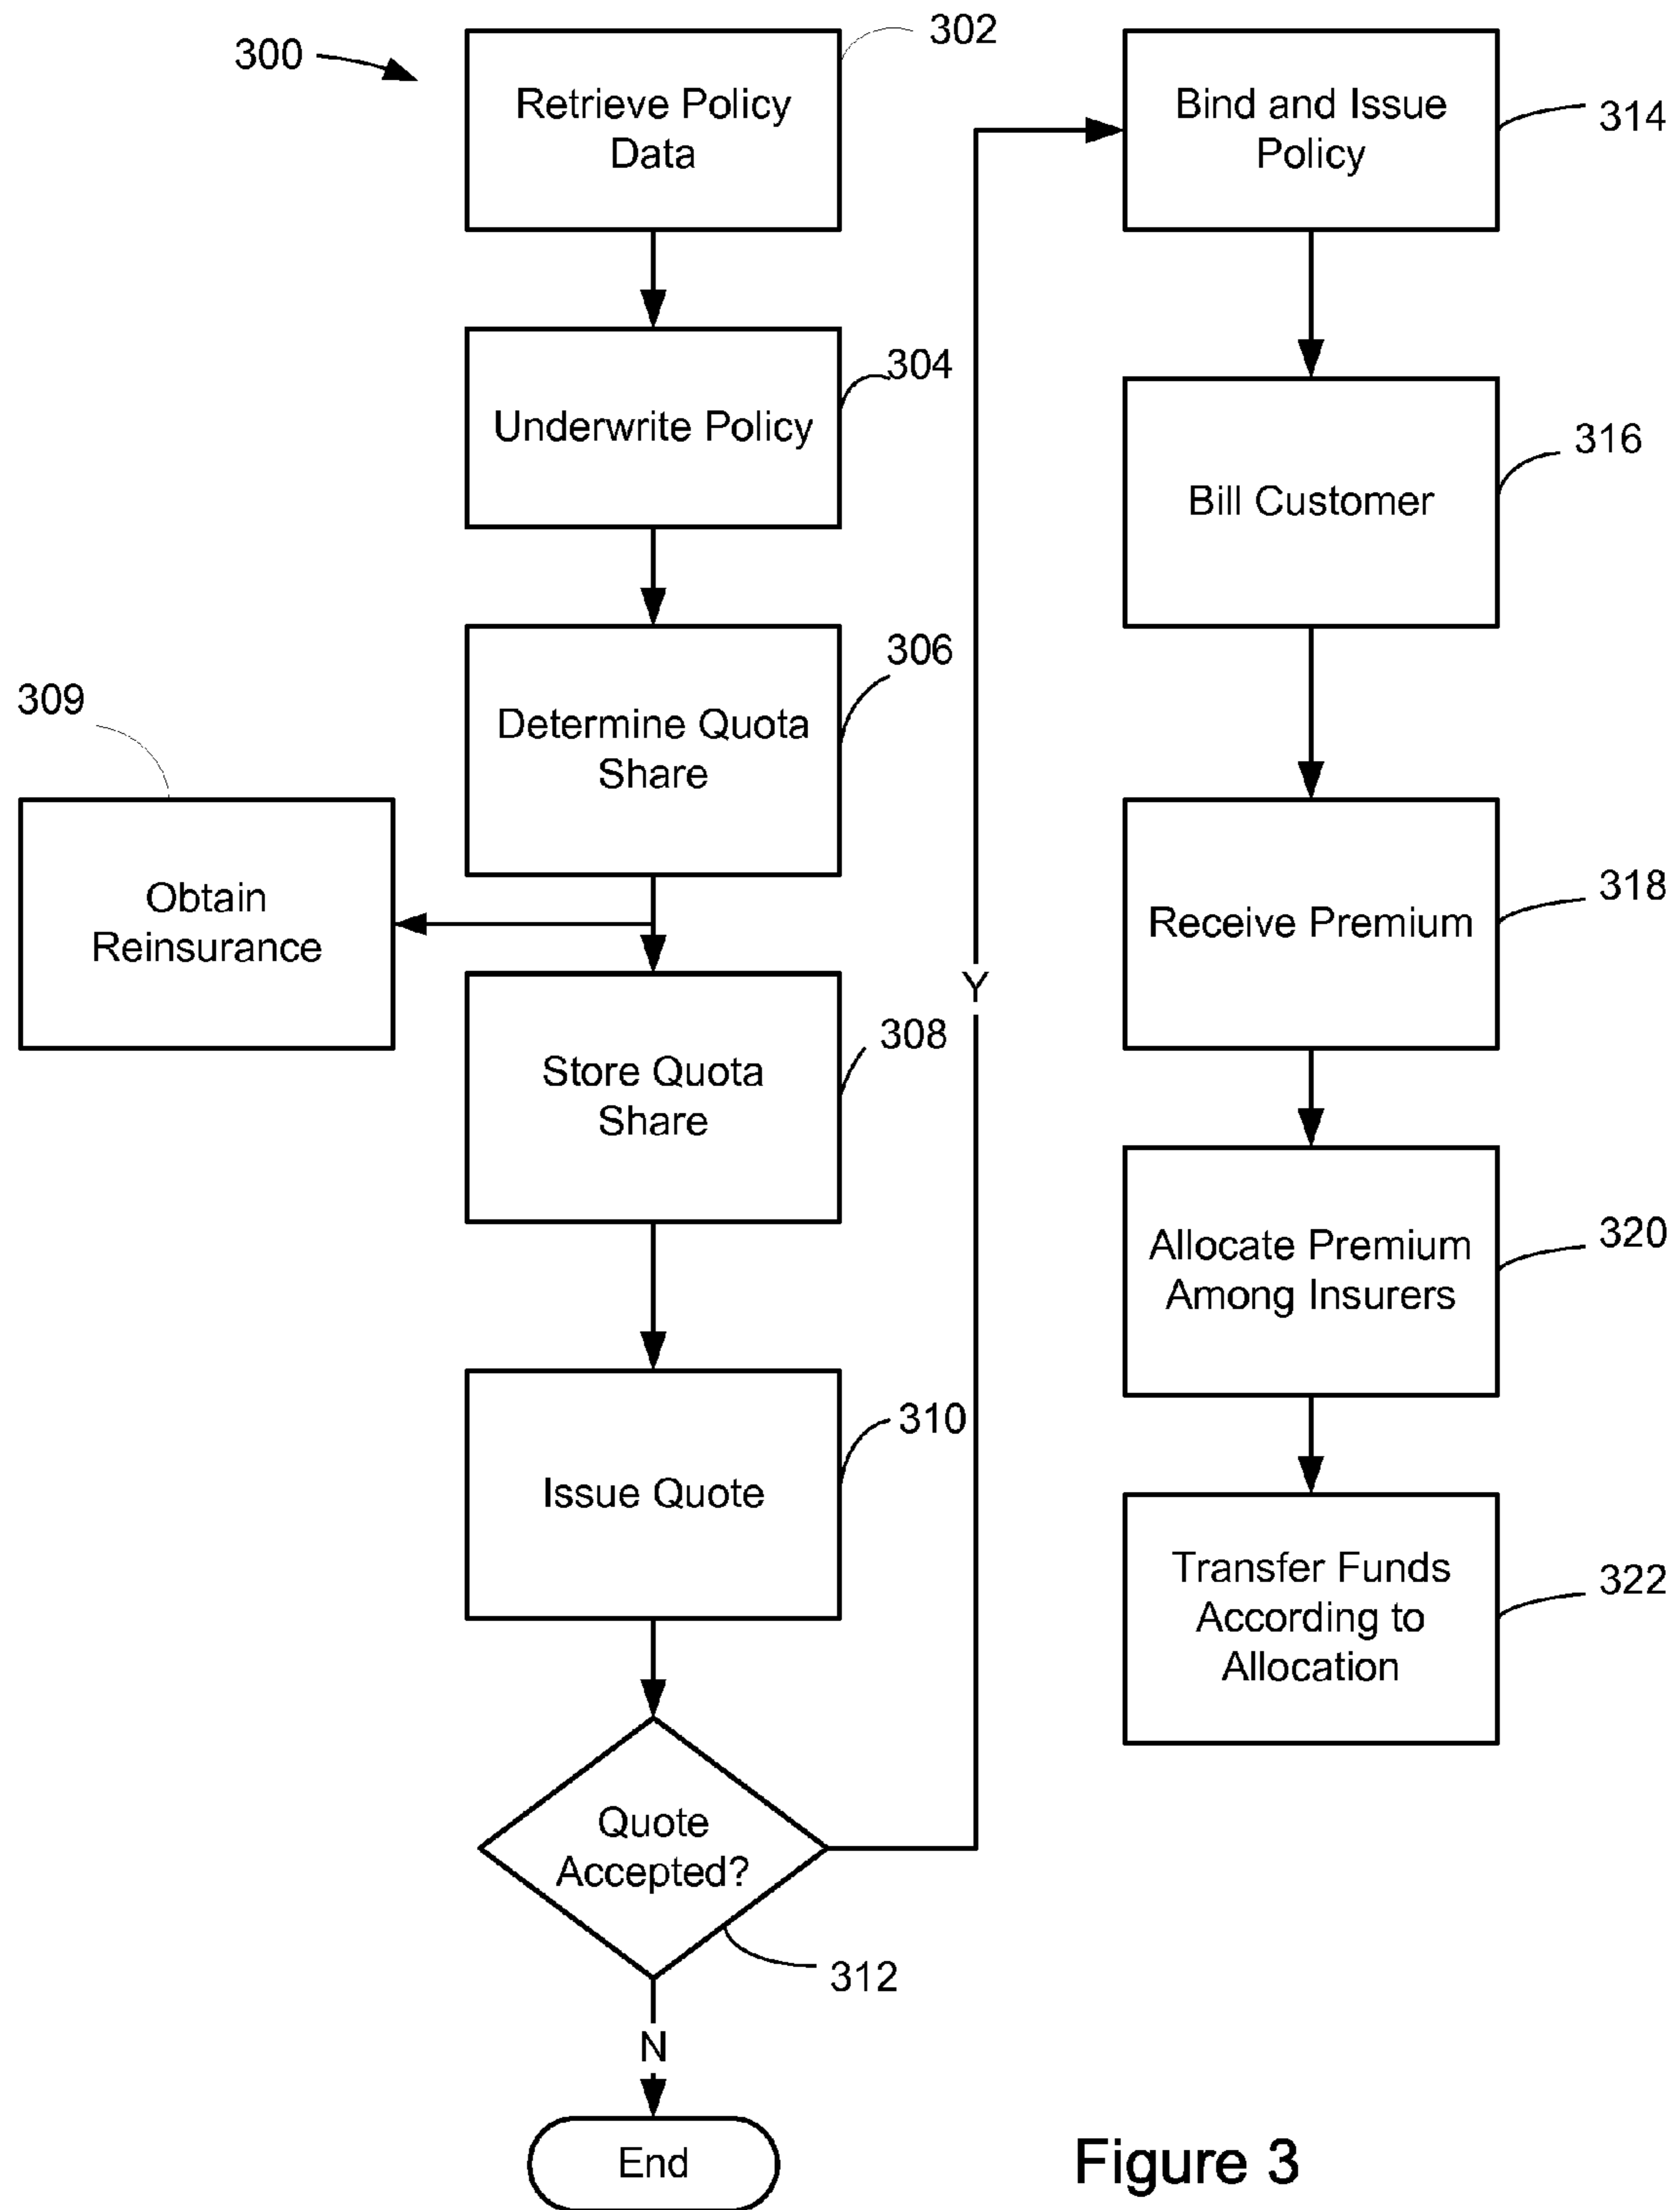 300
302
Retrieve Policy
Data
304
Underwrite Policy
306
Determine Quota
Share
309
Obtain
Reinsurance
308
Store Quota
Share
310
Issue Quote
Quote
Accepted?
312
N
End
Y
314
Bind and Issue
Policy
316
Bill Customer
318
Receive Premium
320
Allocate Premium
Among Insurers
322
Transfer Funds
According to
Allocation
Figure 3